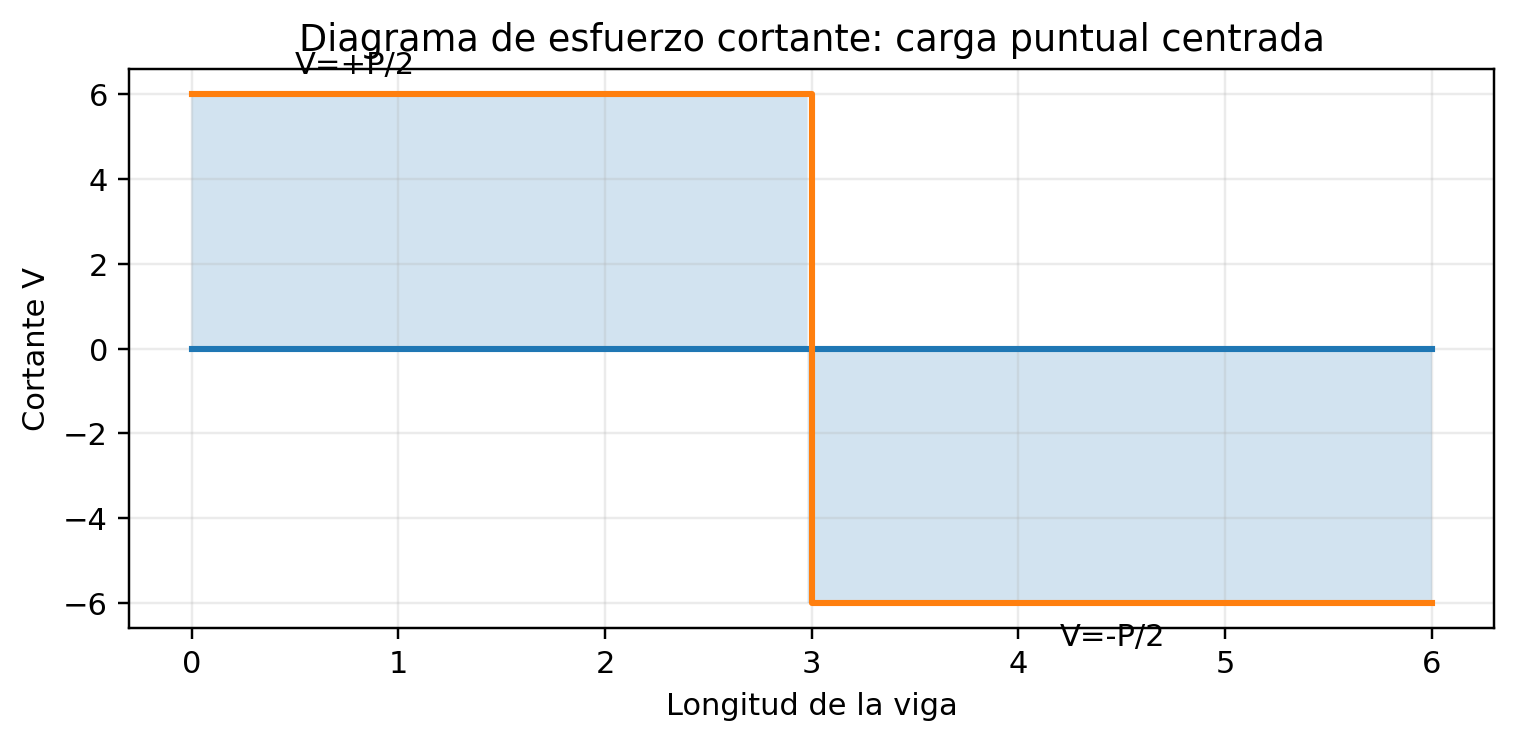 Diagrama de esfuerzo cortante: carga puntual centrada
V=+P/2
6
4
2
0
−2
−4
−6
Cortante V
V=-P/2
0 1 2 3 4 5 6
Longitud de la viga